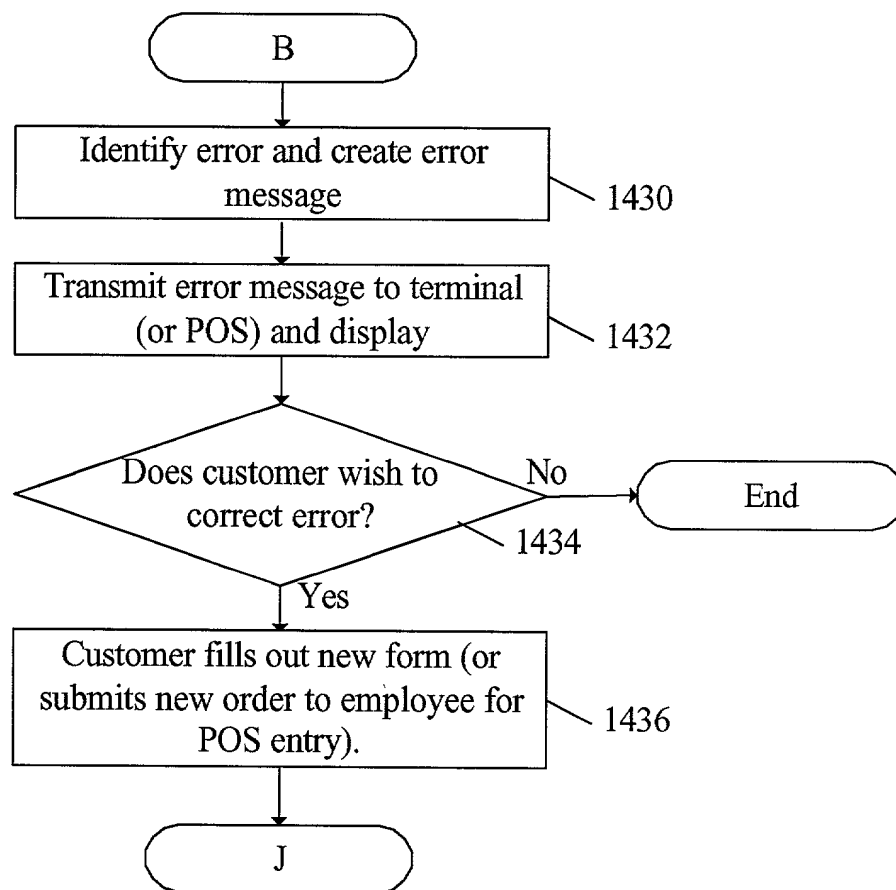 B
Identify error and create error
message
1430
Transmit error message to terminal
(or POS) and display
1432
Does customer wish to
correct error?
No
End
1434
Yes
Customer fills out new form (or
submits new order to employee for
POS entry).
1436
J